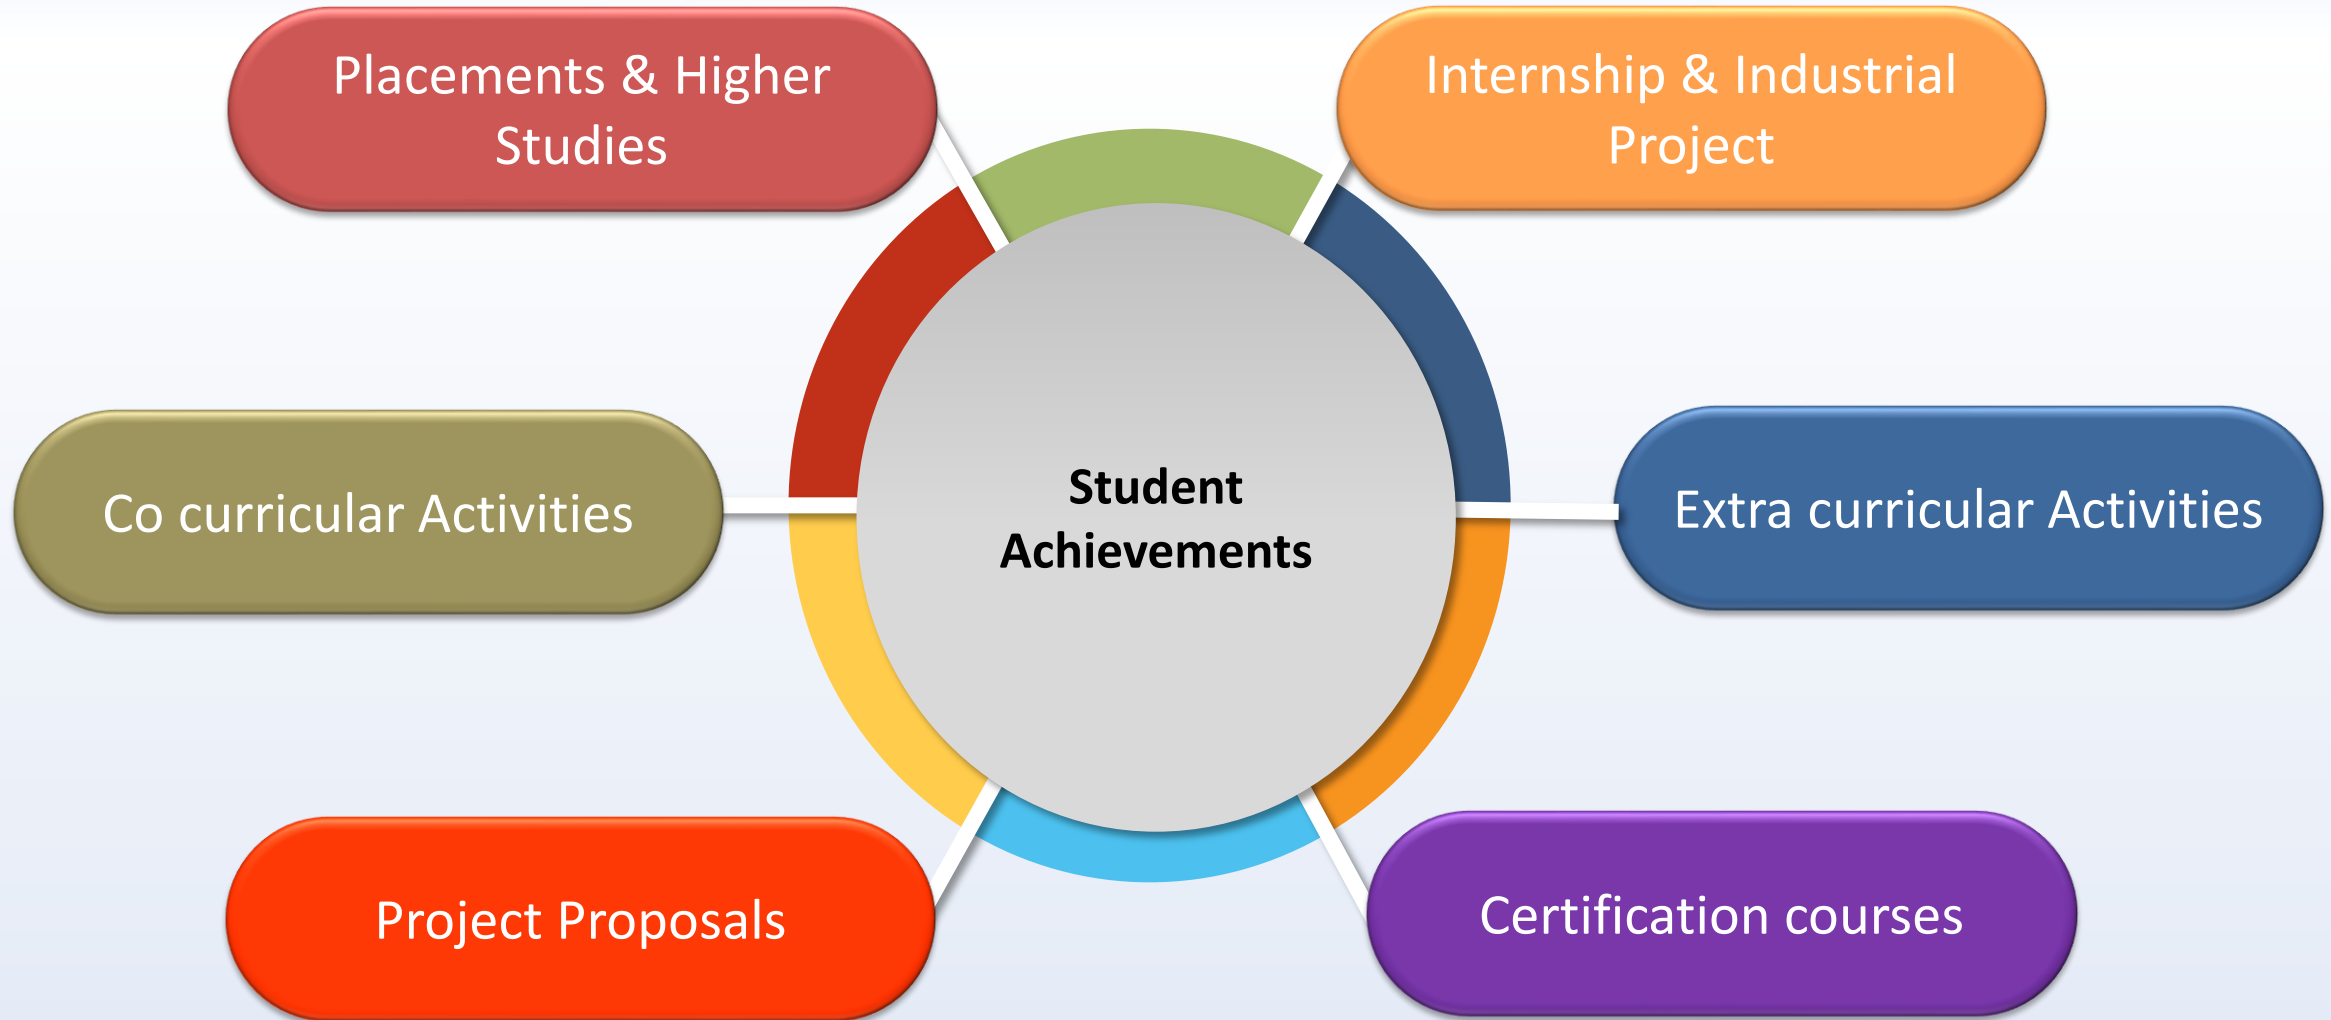 Placements & Higher
Studies
Internship & Industrial
Project
Co curricular Activities
Student
Achievements
Extra curricular Activities
Project Proposals
Certification courses